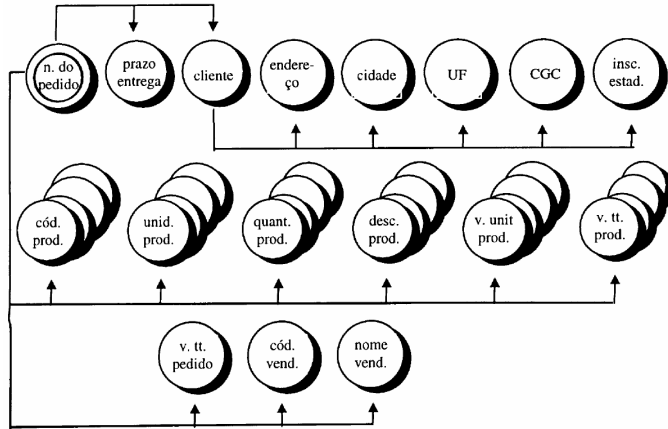 n. do
pedido
prazo
entrega
cliente
endere-
ço
cidade
UF
CGC
insc.
estad.
cód.
prod.
unid.
prod.
quant.
prod.
desc.
prod.
v. unit
prod.
v. tt.
prod.
v. tt.
pedido
cód.
vend.
nome
vend.